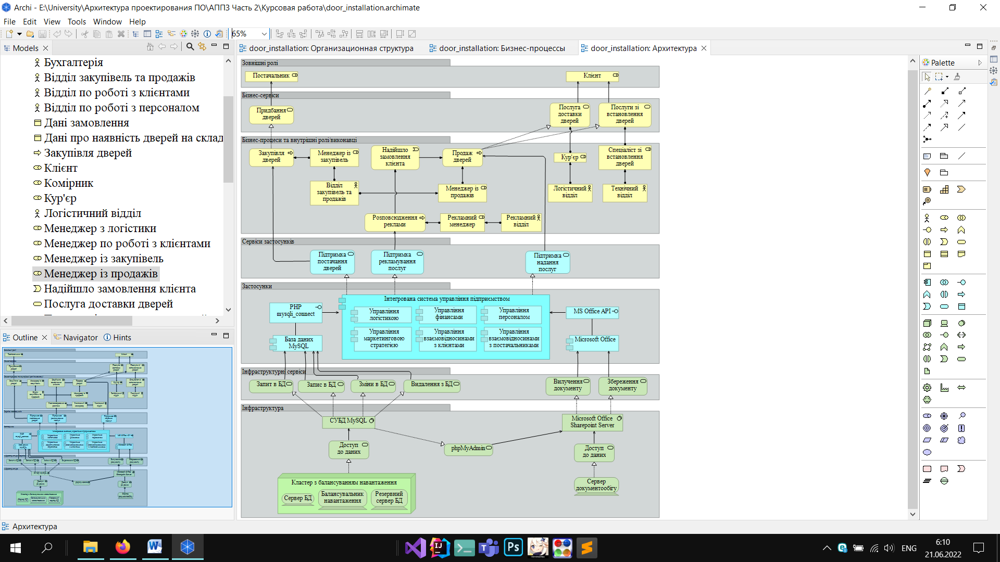 Archi - E:\University\Архитектура проектирования ПО\АППЗ Часть 2\Курсовая работа\door_installation.archimate
File Edit View Tools Window Help
65%
Models
Бухгалтерія
Відділ закупівель та продажів
Відділ по роботі з клієнтами
Відділ по роботі з персоналом
Дані замовлення
Дані про наявність дверей на склад
Закупівля дверей
Клієнт
Комірник
Кур'єр
Логістичний відділ
Менеджер з логістики
Менеджер по роботі з клієнтами
Менеджер із закупівель
Менеджер із продажів
Надійшло замовлення клієнта
Послуга доставки дверей
Outline Navigator Hints
door_installation: Организационная структура
door_installation: Бизнес-процессы
door_installation: Архитектура
Зовнішні ролі
Постачальник
Клієнт
Бізнес-сервіси
Придбання
дверей
Послуга
доставки
дверей
Послуги зі
встановлення
дверей
Бізнес-процеси та внутрішні ролі/виконавці
Закупівля
дверей
Менеджер із
закупівель
Надійшло
замовлення
клієнта
Продаж
дверей
Кур'єр
Спеціаліст зі
встановлення
дверей
Відділ
закупівель та
продажів
Менеджер із
продажів
Логістичний
відділ
Технічний
відділ
Розповсюдження
реклами
Рекламний
менеджер
Рекламний
відділ
Сервіси застосунків
Підтримка
постачання
дверей
Підтримка
рекламування
послуг
Підтримка
надання
послуг
Застосунки
PHP
mysqli_connect
База даних
MySQL
Інтегрована система управління підприємством
Управління
логістикою
Управління
фінансами
Управління
персоналом
Управління
маркетинговою
стратегією
Управління
взаємовідносинами
з клієнтами
Управління
взаємовідносинами
з постачальниками
MS Office API
Microsoft Office
Інфраструктурні сервіси
Запит в БД
Запис в БД
Зміни в БД
Видалення з БД
Вилучення
документу
Збереження
документу
Інфраструктура
СУБД MySQL
Microsoft Office
Sharepoint Server
Доступ
до даних
phpMyAdmin
Доступ
до даних
Кластер з балансуванням навантаження
Сервер БД
Балансувальник
навантаження
Резервний
сервер БД
Сервер
документообігу
Palette
Архитектура
ENG
6:10
21.06.2022